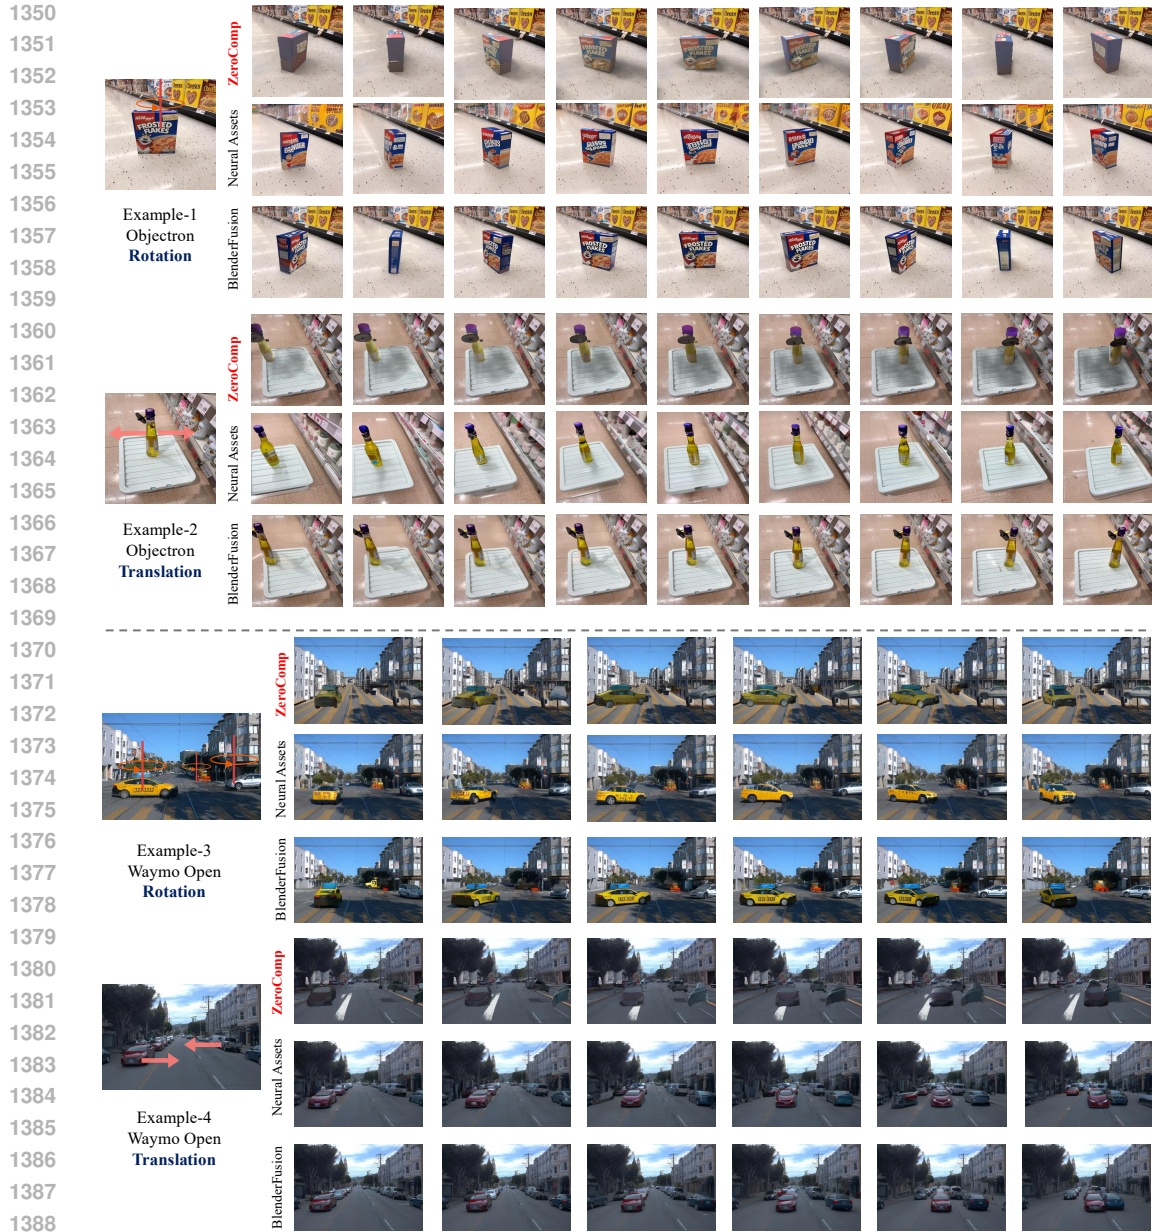 1350
1351
1352
1353
1354
1355
1356
1357
1358
1359
1360
1361
1362
1363
1364
1365
1366
1367
1368
1369
1370
1371
1372
1373
1374
1375
1376
1377
1378
1379
1380
1381
1382
1383
1384
1385
1386
1387
1388
FROSTED
FLAKES
Example-1
Objectron
Rotation
ZeroComp
Neural Assets
BlenderFusion
Example-2
Objectron
Translation
ZeroComp
Neural Assets
BlenderFusion
Example-3
Waymo Open
Rotation
ZeroComp
Neural Assets
BlenderFusion
Example-4
Waymo Open
Translation
ZeroComp
Neural Assets
BlenderFusion